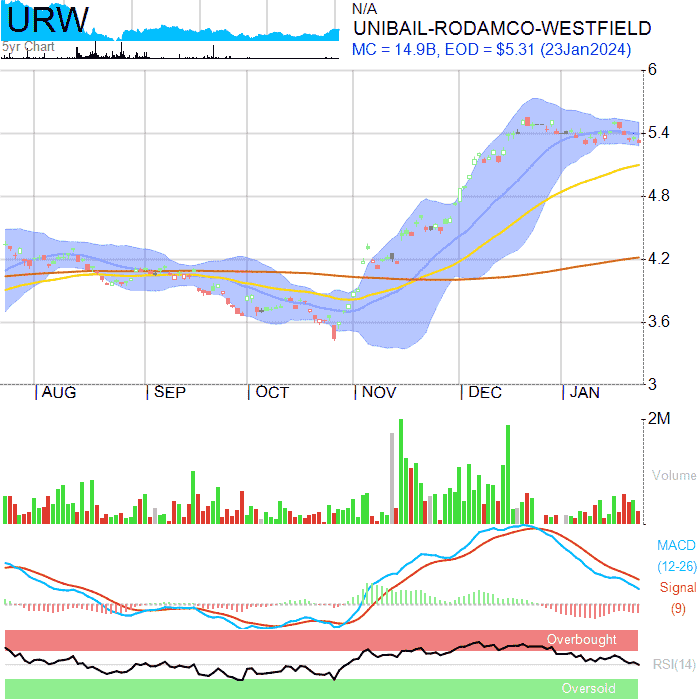 URW
5yr Chart
N/A
UNIBAIL-RODAMCO-WESTFIELD
MC = 14.9B, EOD = $5.31 (23Jan2024)
6
5.4
4.8
4.2
3.6
3
AUG SEP OCT NOV DEC JAN
2M
Volume
MACD
(12-26)
Signal
(9)
Overbought
RSI(14)
Oversold